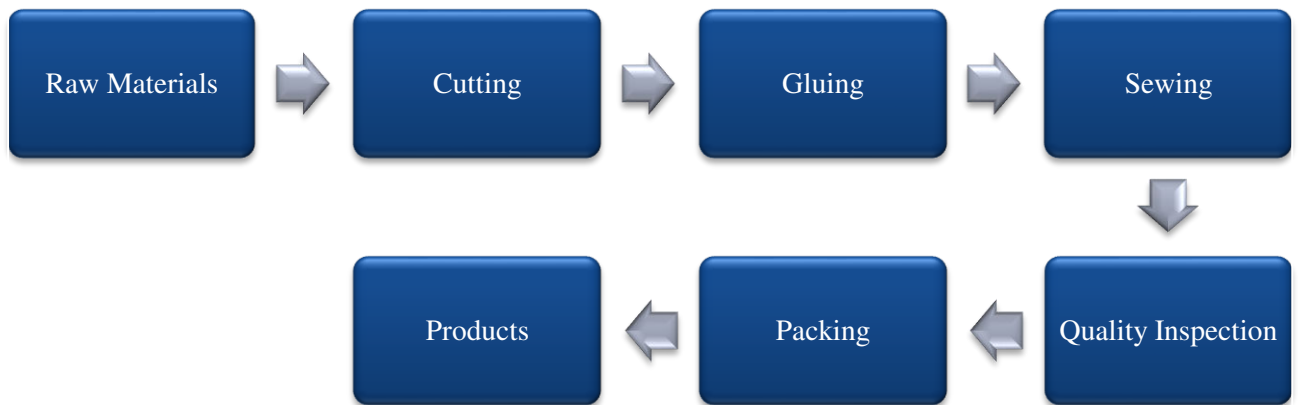 Raw Materials
Cutting
Gluing
Sewing
Quality Inspection
Packing
Products